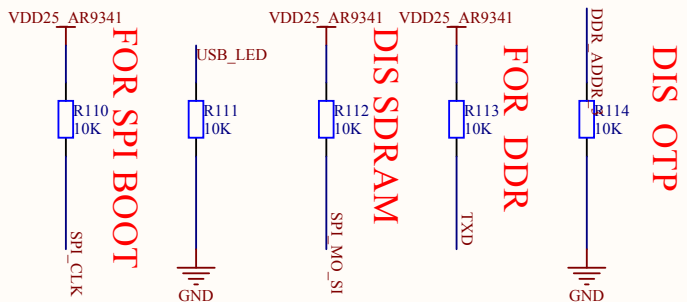 VDD25_AR9341
R110
10K
SPI_CLK
FOR SPI BOOT
USB_LED
R111
10K
GND
VDD25_AR9341
R112
10K
SPI_MO_SI
DIS SDRAM
VDD25_AR9341
R113
10K
TXD
FOR DDR
DDR_ADDR_
R114
10K
GND
DIS OTP